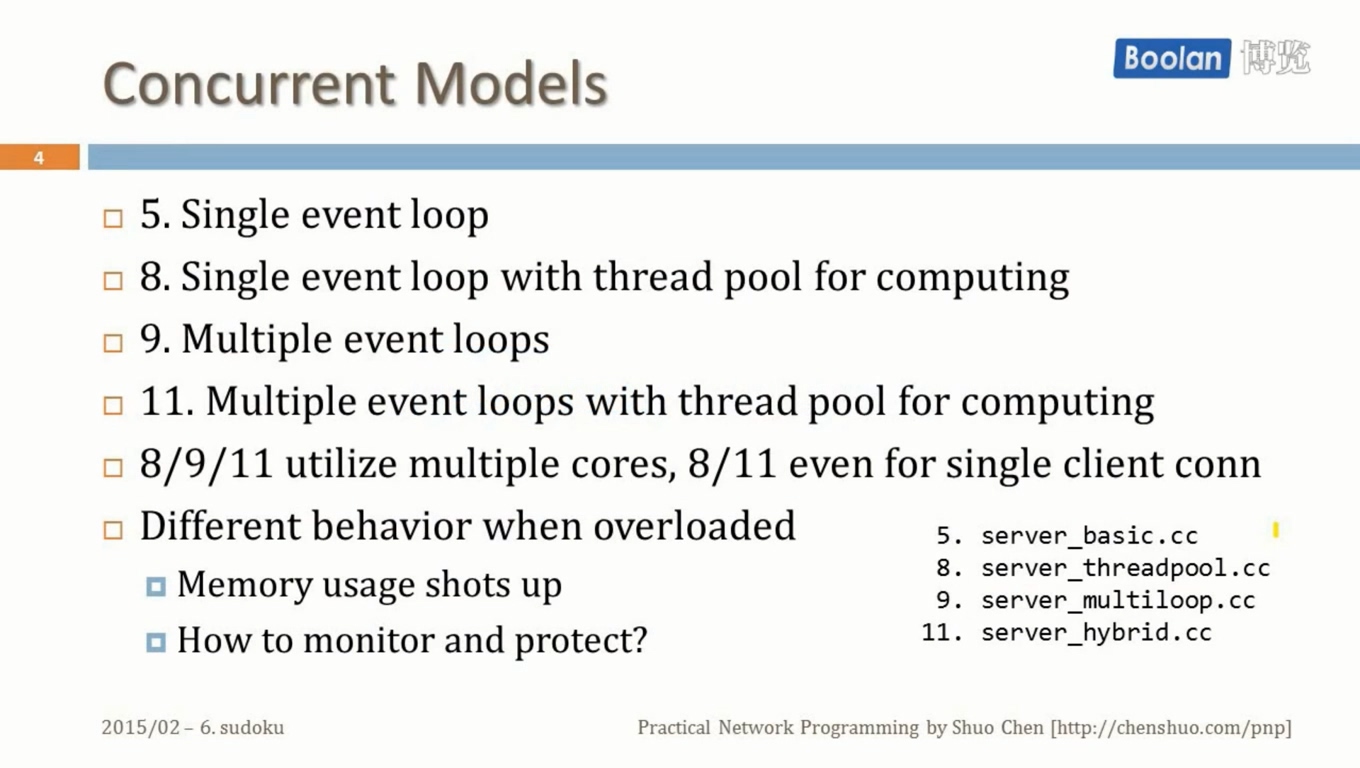 Concurrent Models
Boolan 博览
4
5. Single event loop
8. Single event loop with thread pool for computing
9. Multiple event loops
11. Multiple event loops with thread pool for computing
8/9/11 utilize multiple cores, 8/11 even for single client conn
Different behavior when overloaded
Memory usage shots up
How to monitor and protect?
5. server_basic.cc
8. server_threadpool.cc
9. server_multiloop.cc
11. server_hybrid.cc
2015/02 – 6. sudoku
Practical Network Programming by Shuo Chen [http://chenshuo.com/pnp]